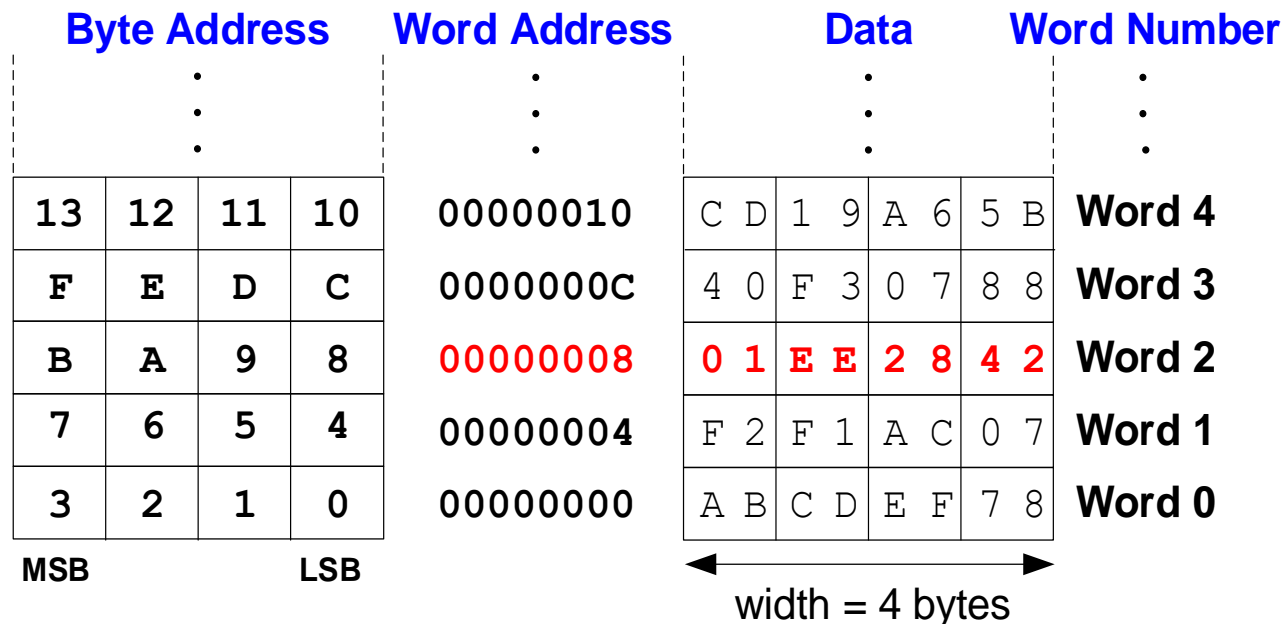 Byte Address Word Address Data Word Number
13 12 11 10 00000010 C D 1 9 A 6 5 B Word 4
F E D C 0000000C 4 0 F 3 0 7 8 8 Word 3
B A 9 8 00000008 0 1 E E 2 8 4 2 Word 2
7 6 5 4 00000004 F 2 F 1 A C 0 7 Word 1
3 2 1 0 00000000 A B C D E F 7 8 Word 0
MSB LSB
width = 4 bytes